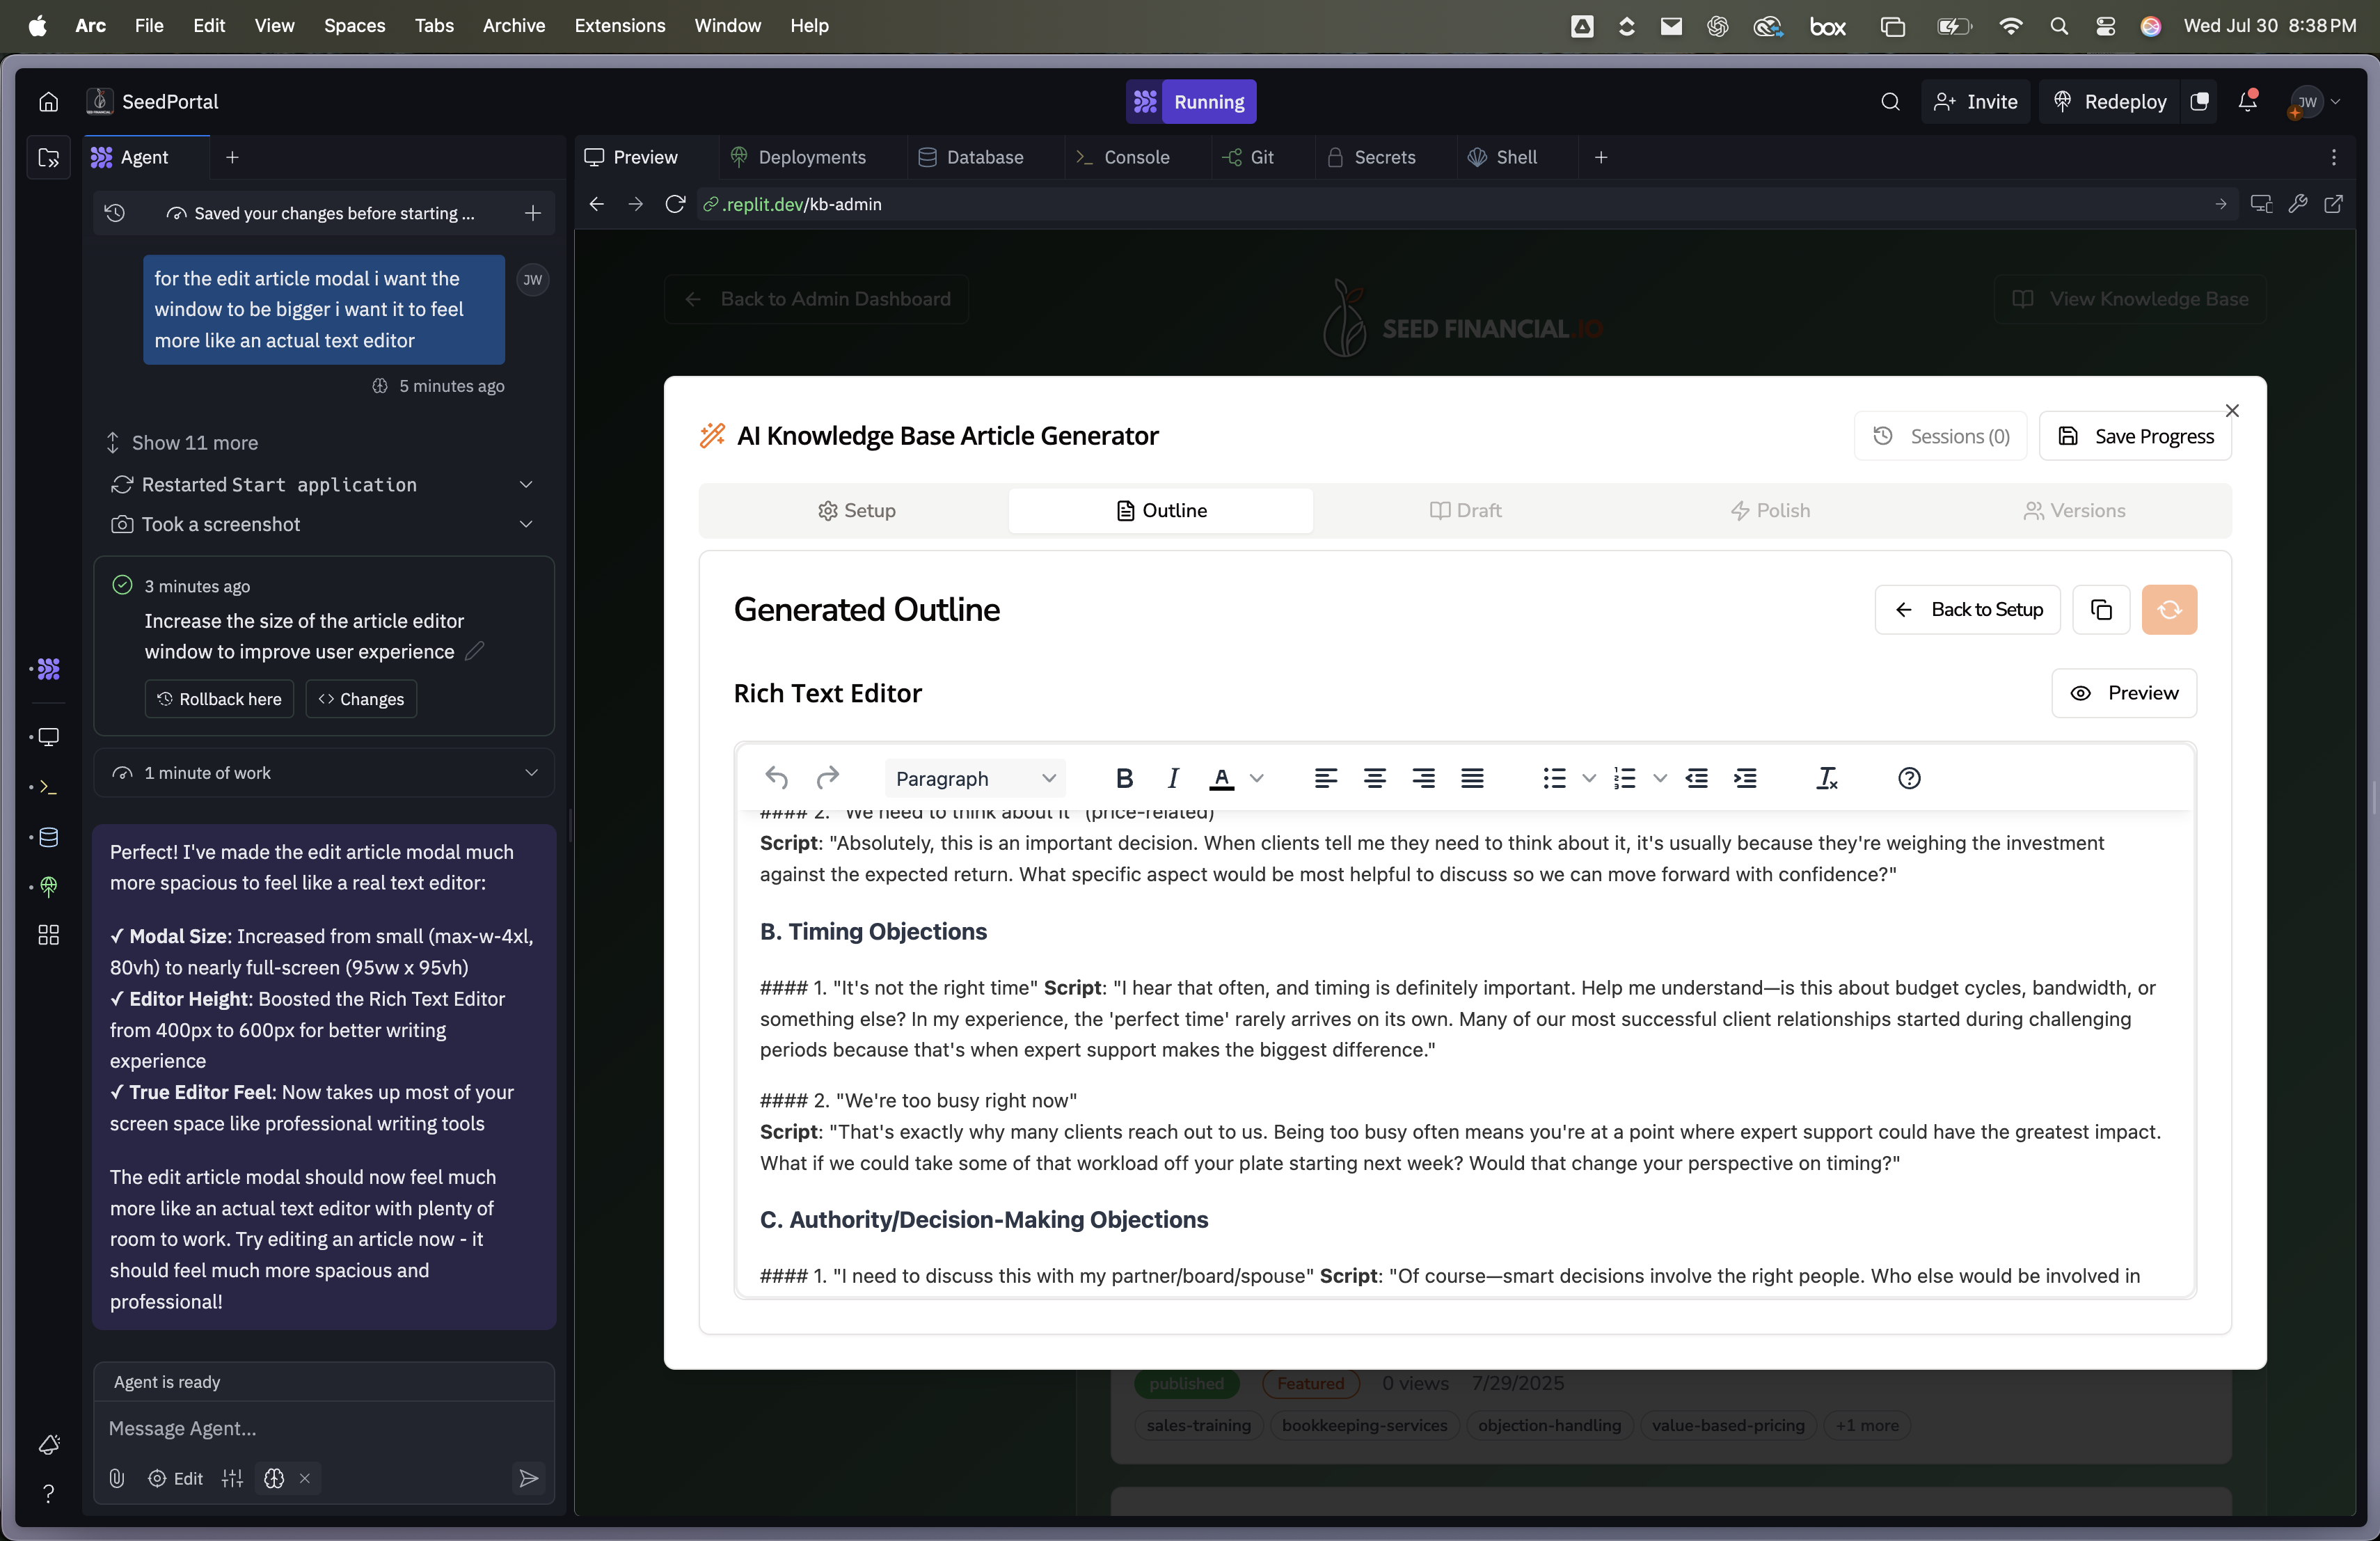 Arc File Edit View Spaces Tabs Archive Extensions Window Help
box
Wed Jul 30 8:38 PM
SeedPortal
Running
Invite
Redeploy
JW
Agent
Preview
Deployments
Database
Console
Git
Secrets
Shell
Saved your changes before starting ...
.replit.dev/kb-admin
for the edit article modal i want the
window to be bigger i want it to feel
more like an actual text editor
JW
5 minutes ago
Show 11 more
Restarted Start application
Took a screenshot
3 minutes ago
Increase the size of the article editor
window to improve user experience
Rollback here
Changes
1 minute of work
Perfect! I've made the edit article modal much
more spacious to feel like a real text editor:
✓ Modal Size: Increased from small (max-w-4xl,
80vh) to nearly full-screen (95vw x 95vh)
✓ Editor Height: Boosted the Rich Text Editor
from 400px to 600px for better writing
experience
✓ True Editor Feel: Now takes up most of your
screen space like professional writing tools
The edit article modal should now feel much
more like an actual text editor with plenty of
room to work. Try editing an article now - it
should feel much more spacious and
professional!
Agent is ready
Message Agent...
Edit
Back to Admin Dashboard
SEED FINANCIAL.IO
View Knowledge Base
AI Knowledge Base Article Generator
Sessions (0)
Save Progress
Setup
Outline
Draft
Polish
Versions
Generated Outline
Back to Setup
Rich Text Editor
Preview
Paragraph
#### 2. "We need to think about it" (price-related)
Script: "Absolutely, this is an important decision. When clients tell me they need to think about it, it's usually because they're weighing the investment
against the expected return. What specific aspect would be most helpful to discuss so we can move forward with confidence?"
B. Timing Objections
#### 1. "It's not the right time" Script: "I hear that often, and timing is definitely important. Help me understand—is this about budget cycles, bandwidth, or
something else? In my experience, the 'perfect time' rarely arrives on its own. Many of our most successful client relationships started during challenging
periods because that's when expert support makes the biggest difference."
#### 2. "We're too busy right now"
Script: "That's exactly why many clients reach out to us. Being too busy often means you're at a point where expert support could have the greatest impact.
What if we could take some of that workload off your plate starting next week? Would that change your perspective on timing?"
C. Authority/Decision-Making Objections
#### 1. "I need to discuss this with my partner/board/spouse" Script: "Of course—smart decisions involve the right people. Who else would be involved in
published
Featured
0 views
7/29/2025
sales-training
bookkeeping-services
objection-handling
value-based-pricing
+1 more